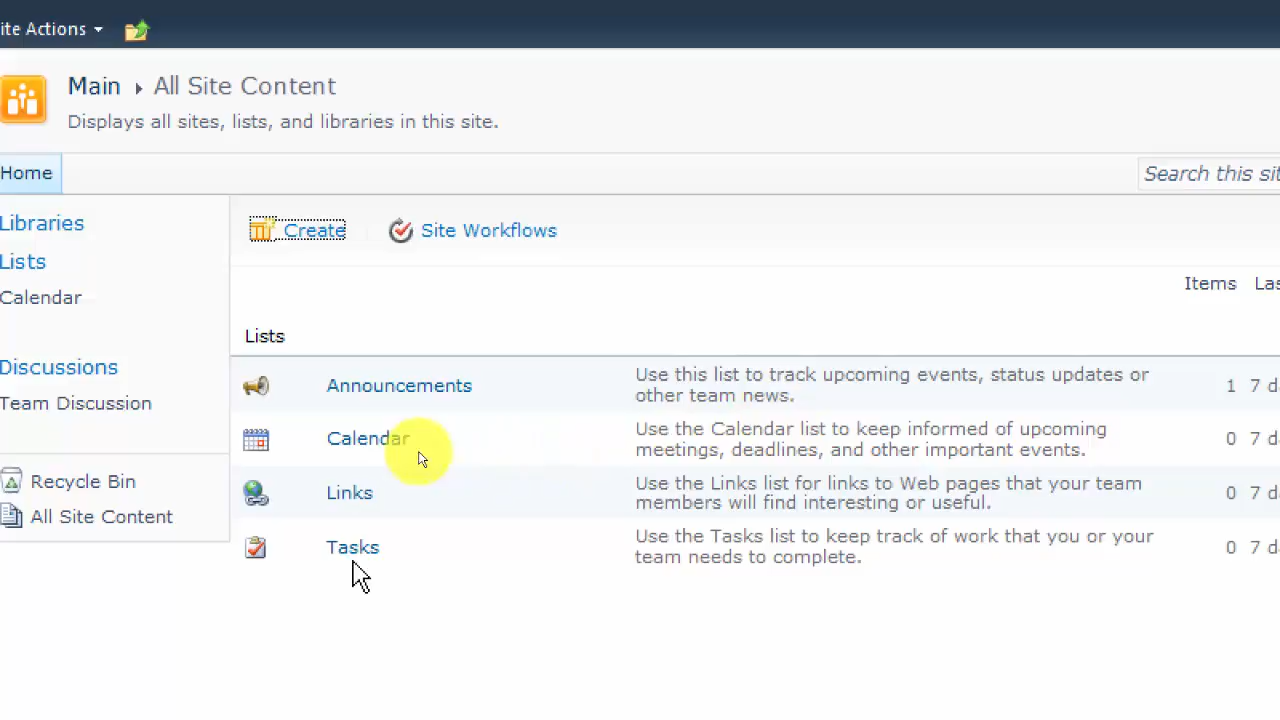 ite Actions
Main ▸ All Site Content
Displays all sites, lists, and libraries in this site.
Home
Search this sit
Libraries
Lists
Calendar
Discussions
Team Discussion
Recycle Bin
All Site Content
Create
Site Workflows
Items Las
Lists
Announcements
Use this list to track upcoming events, status updates or
other team news.
1 7 d
Calendar
Use the Calendar list to keep informed of upcoming
meetings, deadlines, and other important events.
0 7 d
Links
Use the Links list for links to Web pages that your team
members will find interesting or useful.
0 7 d
Tasks
Use the Tasks list to keep track of work that you or your
team needs to complete.
0 7 d